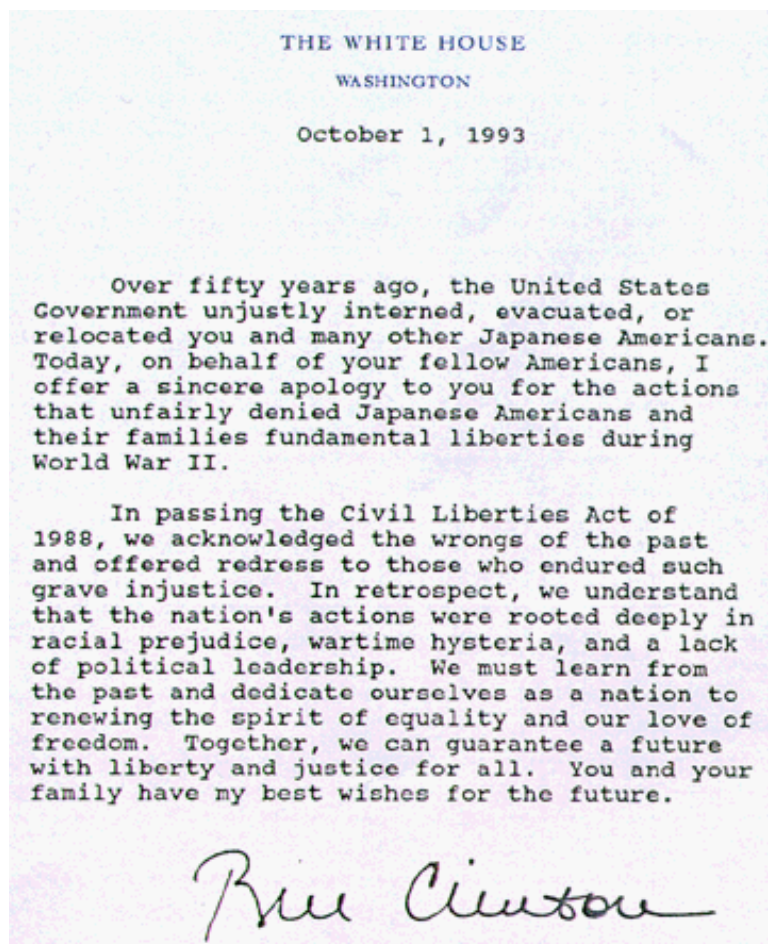 THE WHITE HOUSE
WASHINGTON
October 1, 1993
Over fifty years ago, the United States
Government unjustly interned, evacuated, or
relocated you and many other Japanese Americans.
Today, on behalf of your fellow Americans, I
offer a sincere apology to you for the actions
that unfairly denied Japanese Americans and
their families fundamental liberties during
World War II.
In passing the Civil Liberties Act of
1988, we acknowledged the wrongs of the past
and offered redress to those who endured such
grave injustice. In retrospect, we understand
that the nation's actions were rooted deeply in
racial prejudice, wartime hysteria, and a lack
of political leadership. We must learn from
the past and dedicate ourselves as a nation to
renewing the spirit of equality and our love of
freedom. Together, we can guarantee a future
with liberty and justice for all. You and your
family have my best wishes for the future.
Bill Clinton